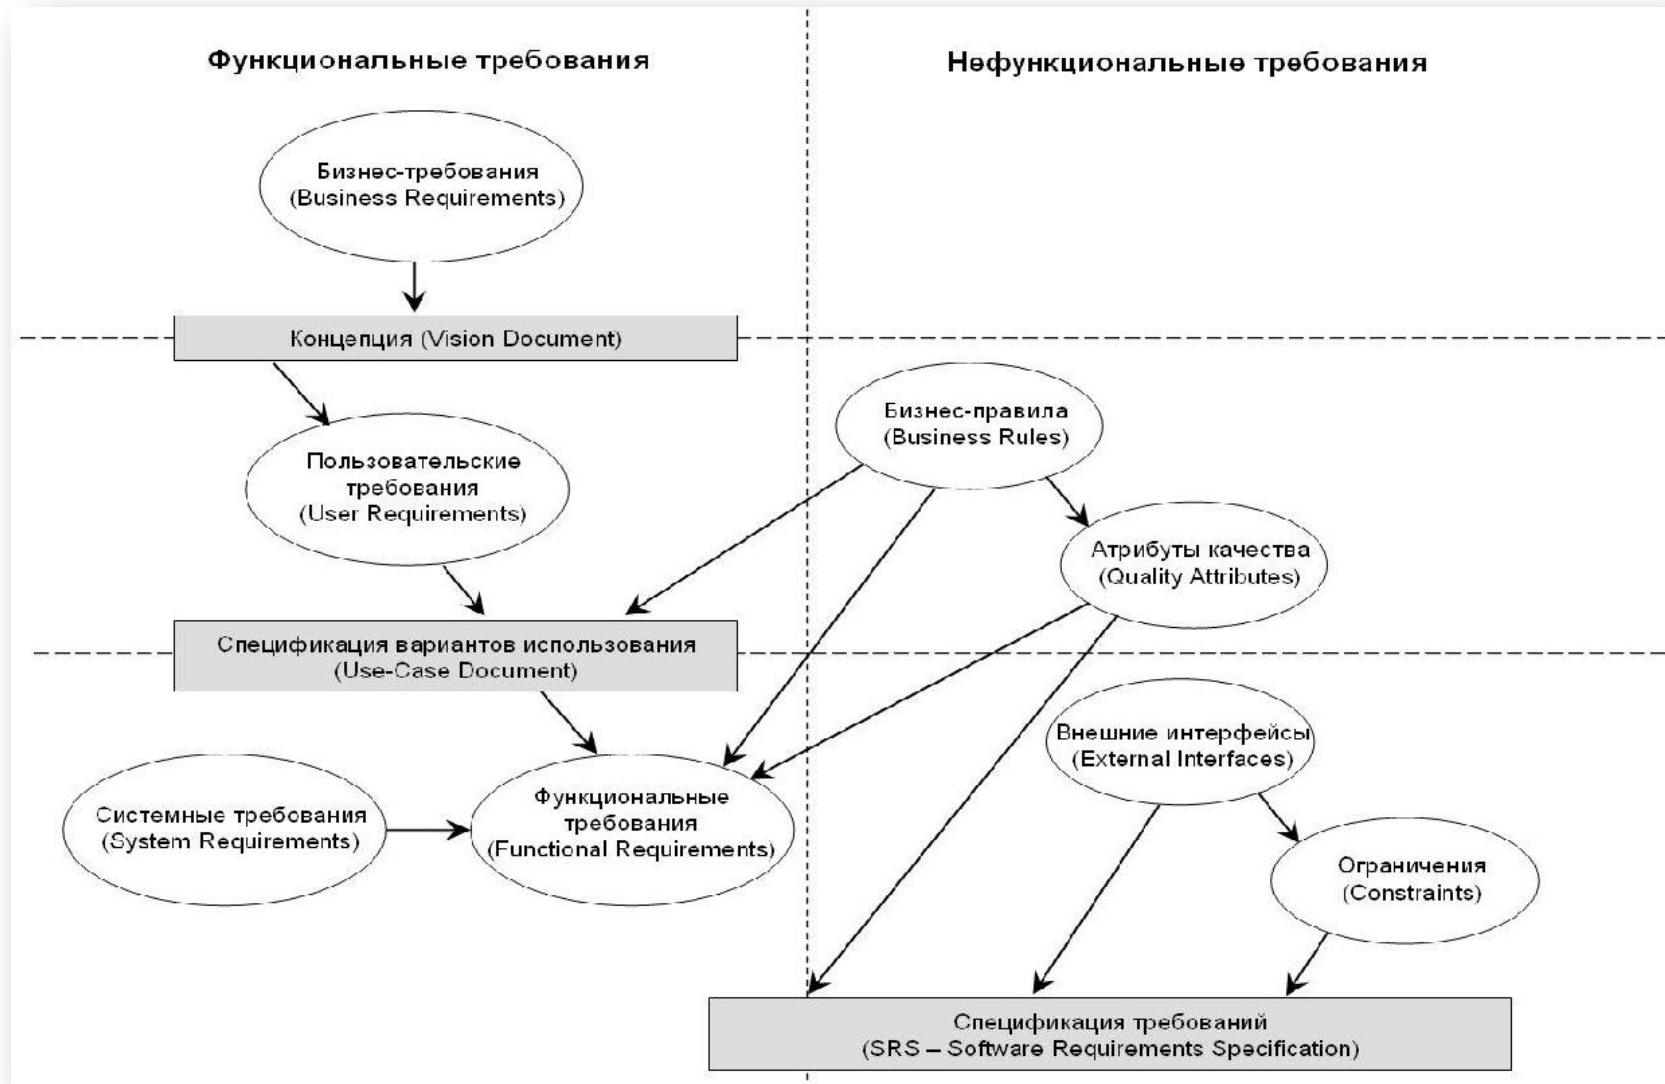 Функциональные требования
Нефункциональные требования
Бизнес-требования
(Business Requirements)
Концепция (Vision Document)
Бизнес-правила
(Business Rules)
Пользовательские
требования
(User Requirements)
Атрибуты качества
(Quality Attributes)
Спецификация вариантов использования
(Use-Case Document)
Внешние интерфейсы
(External Interfaces)
Системные требования
(System Requirements)
Функциональные
требования
(Functional Requirements)
Ограничения
(Constraints)
Спецификация требований
(SRS – Software Requirements Specification)